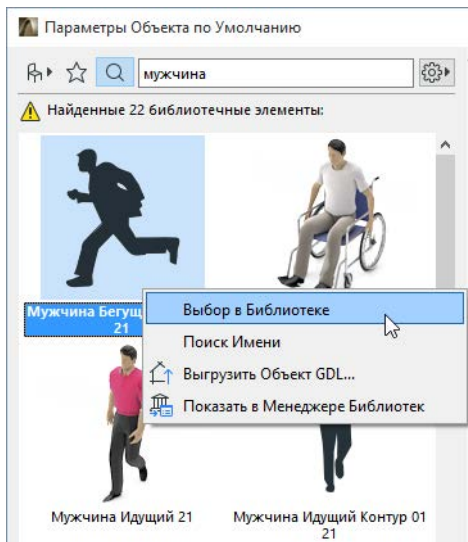 Параметры Объекта по Умолчанию
мужчина
Найденные 22 библиотечные элементы:
Мужчина Бегущ
21
Выбор в Библиотеке
Поиск Имени
Выгрузить Объект GDL...
Показать в Менеджере Библиотек
Мужчина Идущий 21
Мужчина Идущий Контур 01
21